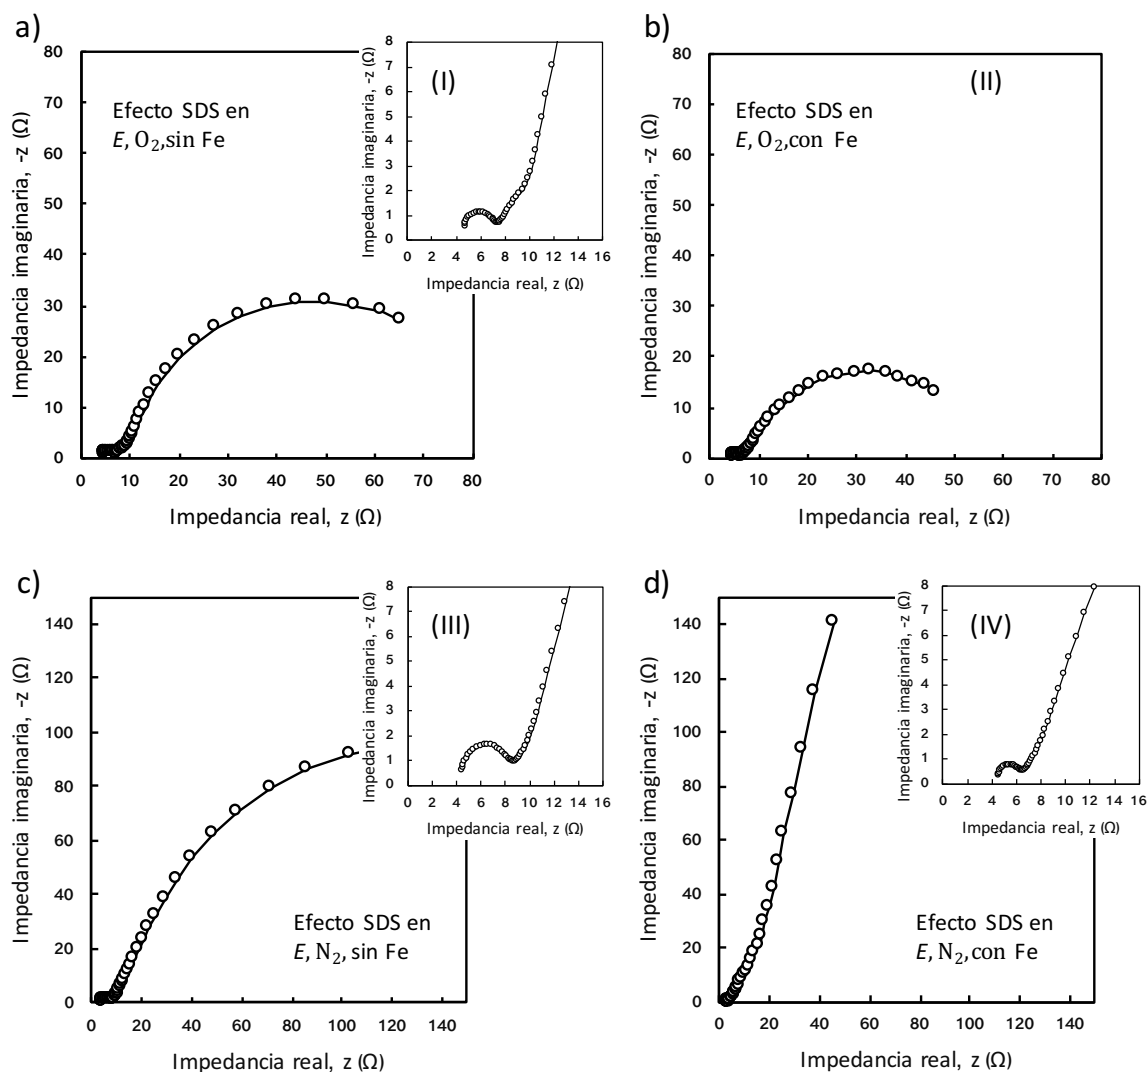 a)
Impedancia imaginaria, -z (Ω)
80
70
60
50
40
30
20
10
0
Efecto SDS en
E, O₂,sin Fe
0 10 20 30 40 50 60 70 80
Impedancia real, z (Ω)
(I)
Impedancia imaginaria, -z (Ω)
8
7
6
5
4
3
2
1
0
0 2 4 6 8 10 12 14 16
Impedancia real, z (Ω)
b)
Impedancia imaginaria, -z (Ω)
80
70
60
50
40
30
20
10
0
(II)
Efecto SDS en
E, O₂,con Fe
0 10 20 30 40 50 60 70 80
Impedancia real, z (Ω)
c)
Impedancia imaginaria, -z (Ω)
140
120
100
80
60
40
20
0
Efecto SDS en
E, N₂, sin Fe
0 20 40 60 80 100 120 140
Impedancia real, z (Ω)
(III)
Impedancia imaginaria, -z (Ω)
8
7
6
5
4
3
2
1
0
0 2 4 6 8 10 12 14 16
Impedancia real, z (Ω)
d)
Impedancia imaginaria, -z (Ω)
140
120
100
80
60
40
20
0
Efecto SDS en
E, N₂,con Fe
0 20 40 60 80 100 120 140
Impedancia real, z (Ω)
(IV)
Impedancia imaginaria, -z (Ω)
8
7
6
5
4
3
2
1
0
0 2 4 6 8 10 12 14 16
Impedancia real, z (Ω)